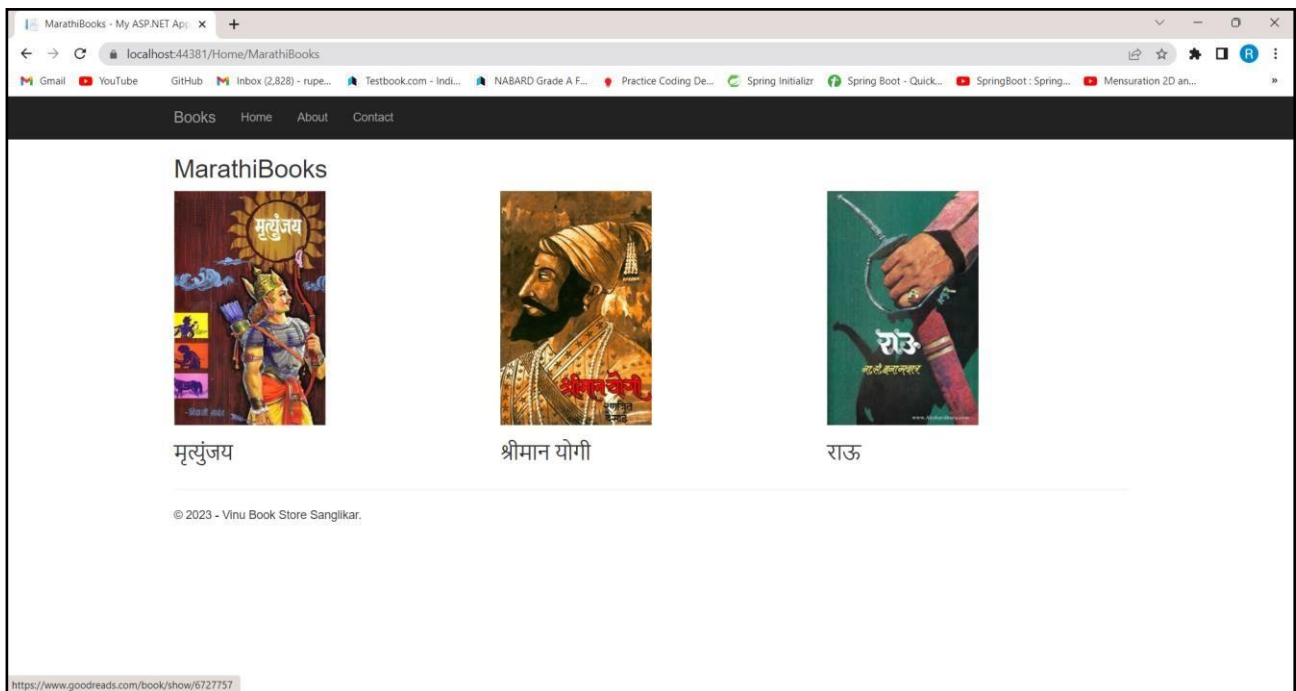 MarathiBooks - My ASP.NET App
localhost:44381/Home/MarathiBooks
Gmail YouTube GitHub Inbox (2,828) - rupe... Testbook.com - Indi... NABARD Grade A F... Practice Coding De... Spring Initializr Spring Boot - Quick... SpringBoot : Spring... Mensuration 2D an... »
R
Books Home About Contact
MarathiBooks
मृत्युंजय
श्रीमान योगी
रणजित
देसाई
राऊ
मृत्युंजय श्रीमान योगी राऊ
© 2023 - Vinu Book Store Sanglikar.
https://www.goodreads.com/book/show/6727757